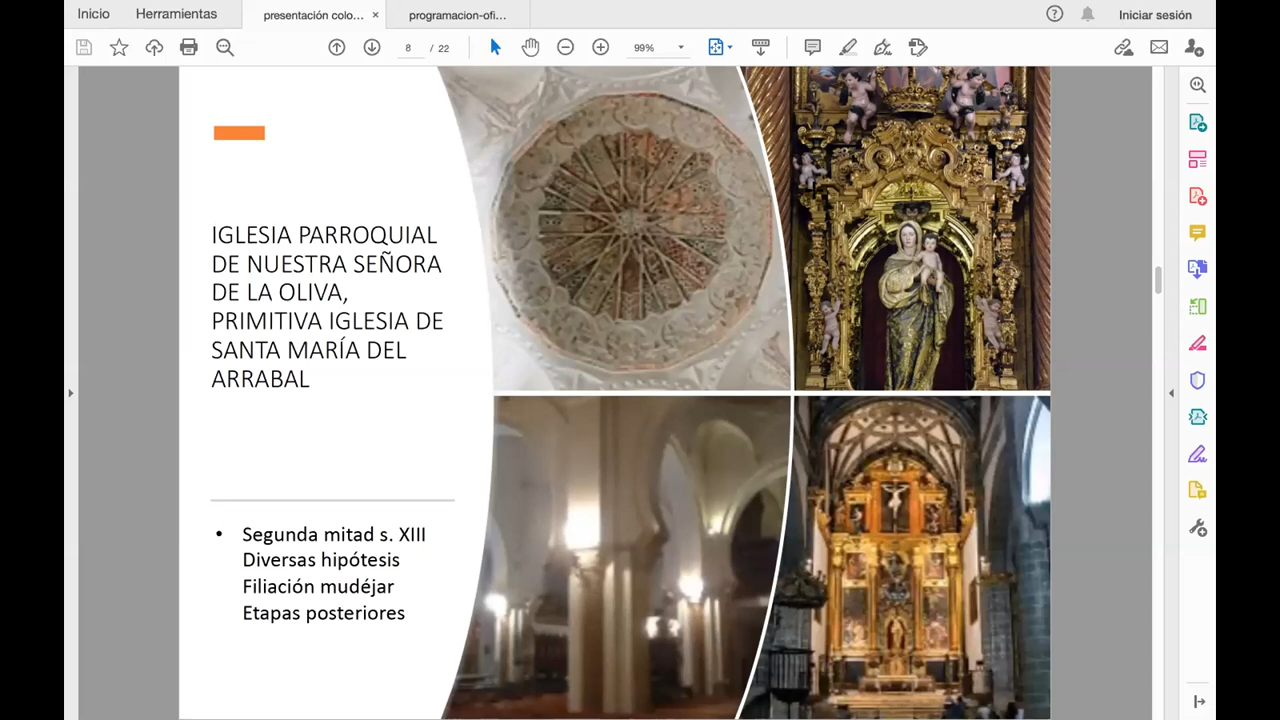 Inicio
Herramientas
presentación colo... ×
programacion-ofi...
Iniciar sesión
8 / 22
99%
IGLESIA PARROQUIAL
DE NUESTRA SEÑORA
DE LA OLIVA,
PRIMITIVA IGLESIA DE
SANTA MARÍA DEL
ARRABAL
• Segunda mitad s. XIII
Diversas hipótesis
Filiación mudéjar
Etapas posteriores